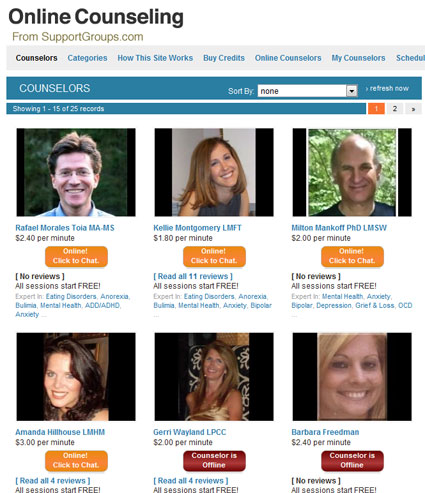 Online Counseling
From SupportGroups.com
Counselors Categories How This Site Works Buy Credits Online Counselors My Counselors Schedul
COUNSELORS Sort By: none › refresh now
Showing 1 - 15 of 25 records 1 2 »
Rafael Morales Toia MA-MS
$2.40 per minute
Online!
Click to Chat.
[ No reviews ]
All sessions start FREE!
Expert In: Eating Disorders, Anorexia,
Bulimia, Mental Health, ADD/ADHD,
Anxiety ...
Kellie Montgomery LMFT
$1.80 per minute
Online!
Click to Chat.
[ Read all 11 reviews ]
All sessions start FREE!
Expert In: Eating Disorders, Anorexia,
Bulimia, Mental Health, Anxiety, Bipolar
...
Milton Mankoff PhD LMSW
$2.00 per minute
Online!
Click to Chat.
[ No reviews ]
All sessions start FREE!
Expert In: Mental Health, Anxiety,
Bipolar, Depression, Grief & Loss, OCD
...
Amanda Hillhouse LMHM
$3.00 per minute
Online!
Click to Chat.
[ Read all 4 reviews ]
All sessions start FREE!
Gerri Wayland LPCC
$2.00 per minute
Counselor is
Offline
[ Read all 4 reviews ]
All sessions start FREE!
Barbara Freedman
$2.40 per minute
Counselor is
Offline
[ No reviews ]
All sessions start FREE!